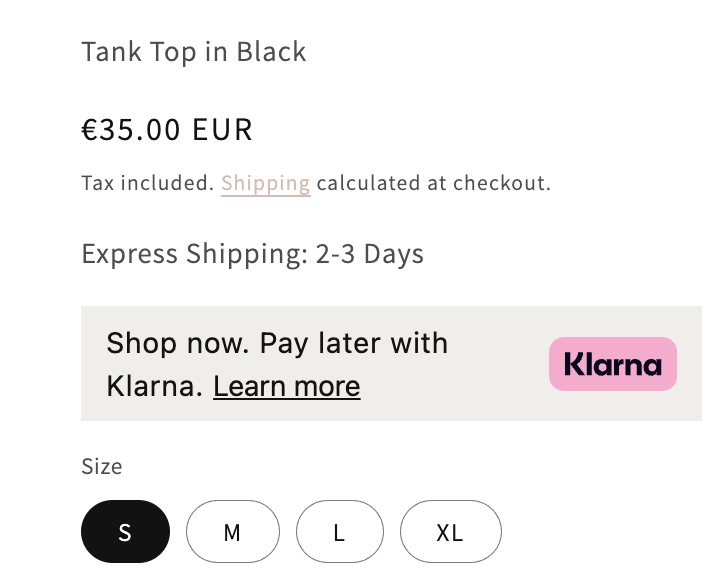 Tank Top in Black
€35.00 EUR
Tax included. Shipping calculated at checkout.
Express Shipping: 2-3 Days
Shop now. Pay later with
Klarna. Learn more
Klarna
Size
S M L XL